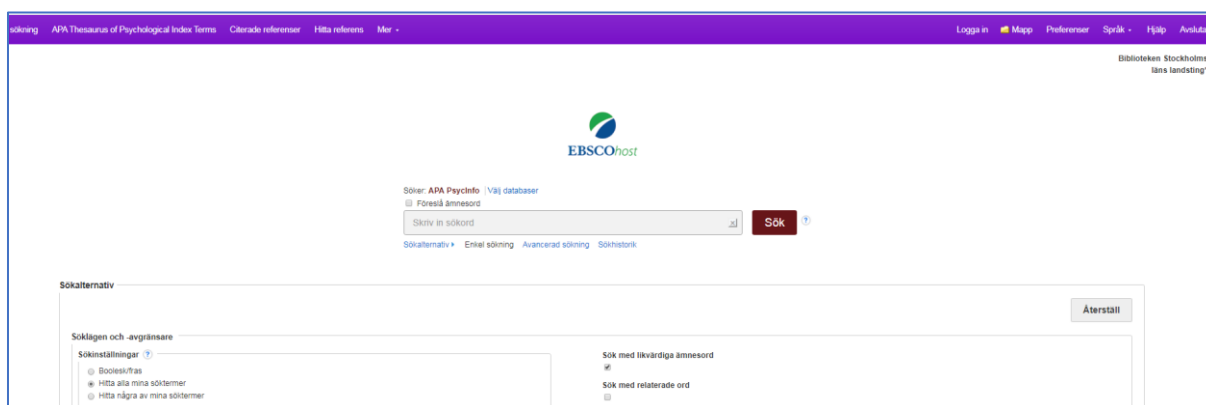 sökning APA Thesaurus of Psychological Index Terms Citerade referenser Hitta referens Mer Logga in Mapp Preferenser Språk Hjälp Avsluta
Biblioteken Stockholms
läns landsting
EBSCOhost
Söker: APA PsycInfo Välj databaser
Föreslå ämnesord
Skriv in sökord x Sök ?
Sökalternativ Enkel sökning Avancerad sökning Sökhistorik
Sökalternativ
Återställ
Söklägen och -avgränsare
Sökinställningar ? Sök med likvärdiga ämnesord
Booleskt/fras
Hitta alla mina söktermer Sök med relaterade ord
Hitta några av mina söktermer